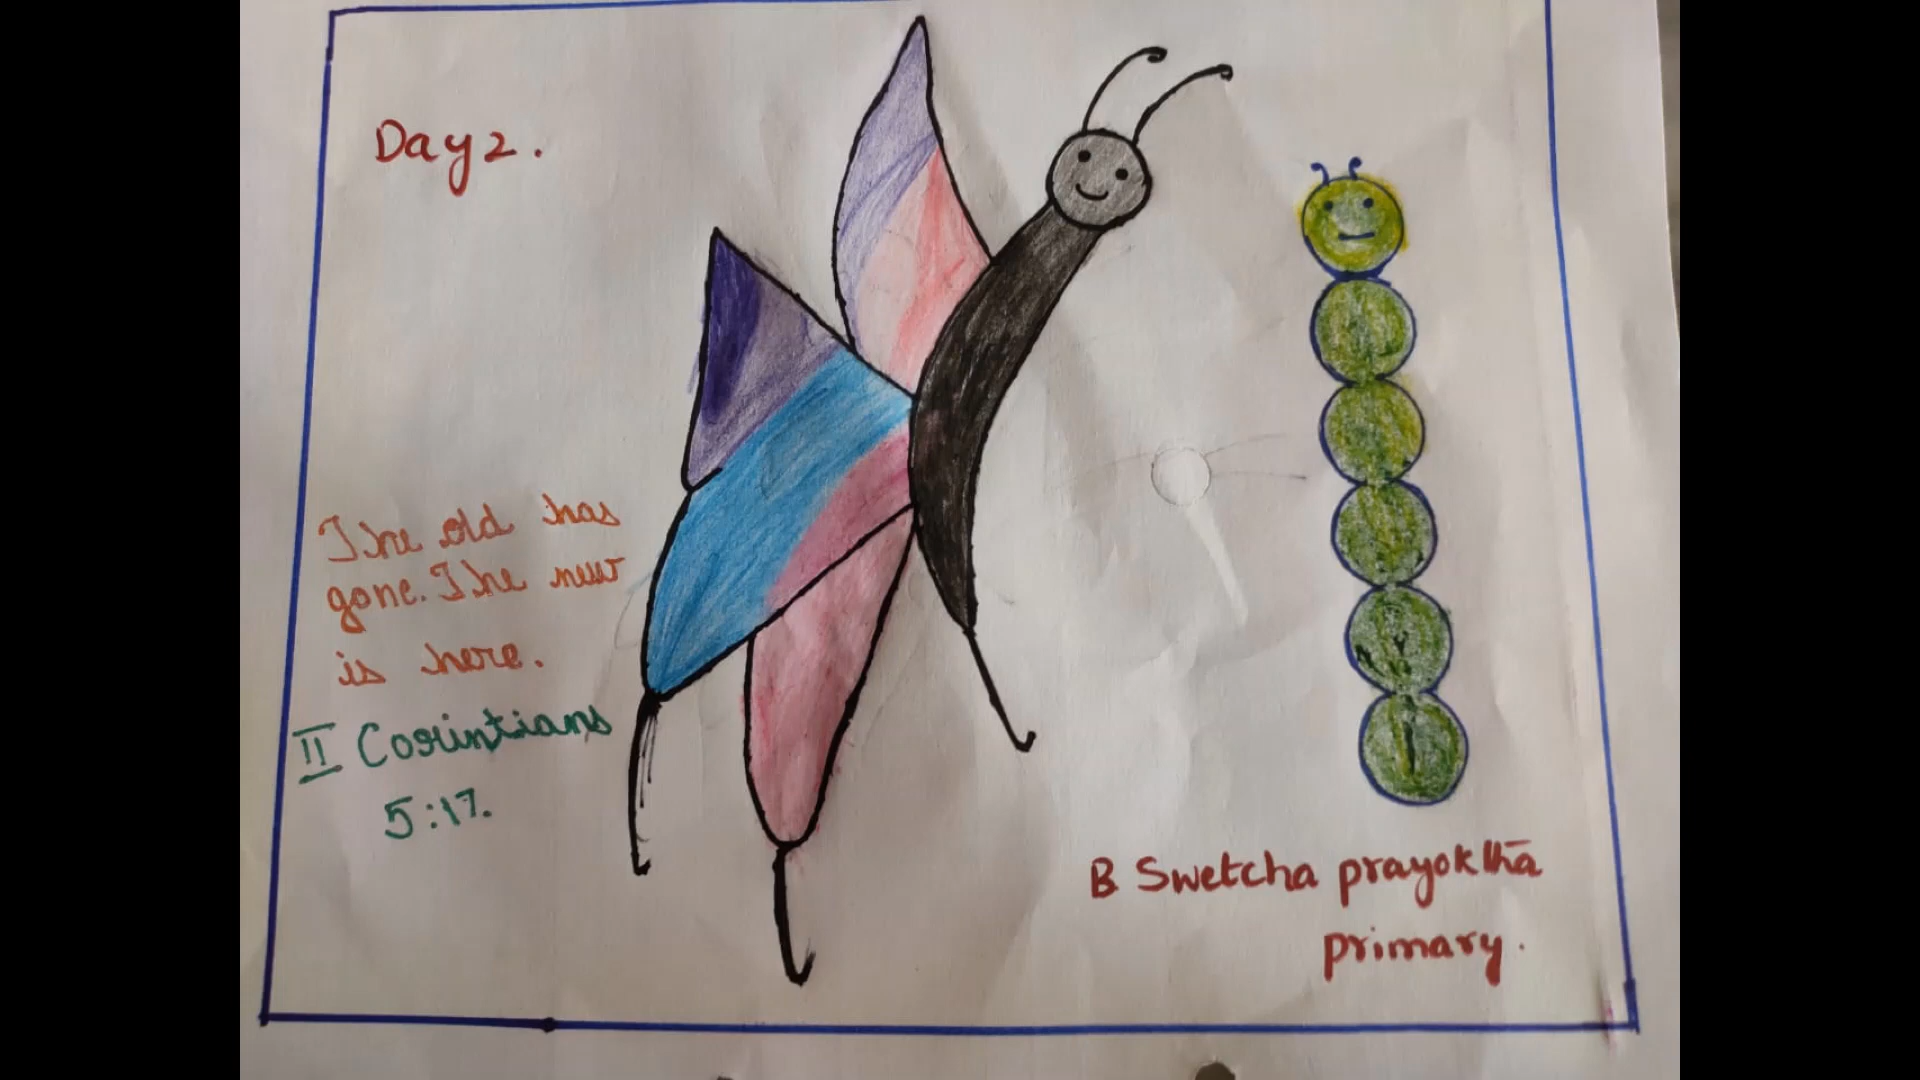 Day 2.
The old has
gone. The new
is here.
II Corintians
5:17.
B Swetcha prayoktha
primary.